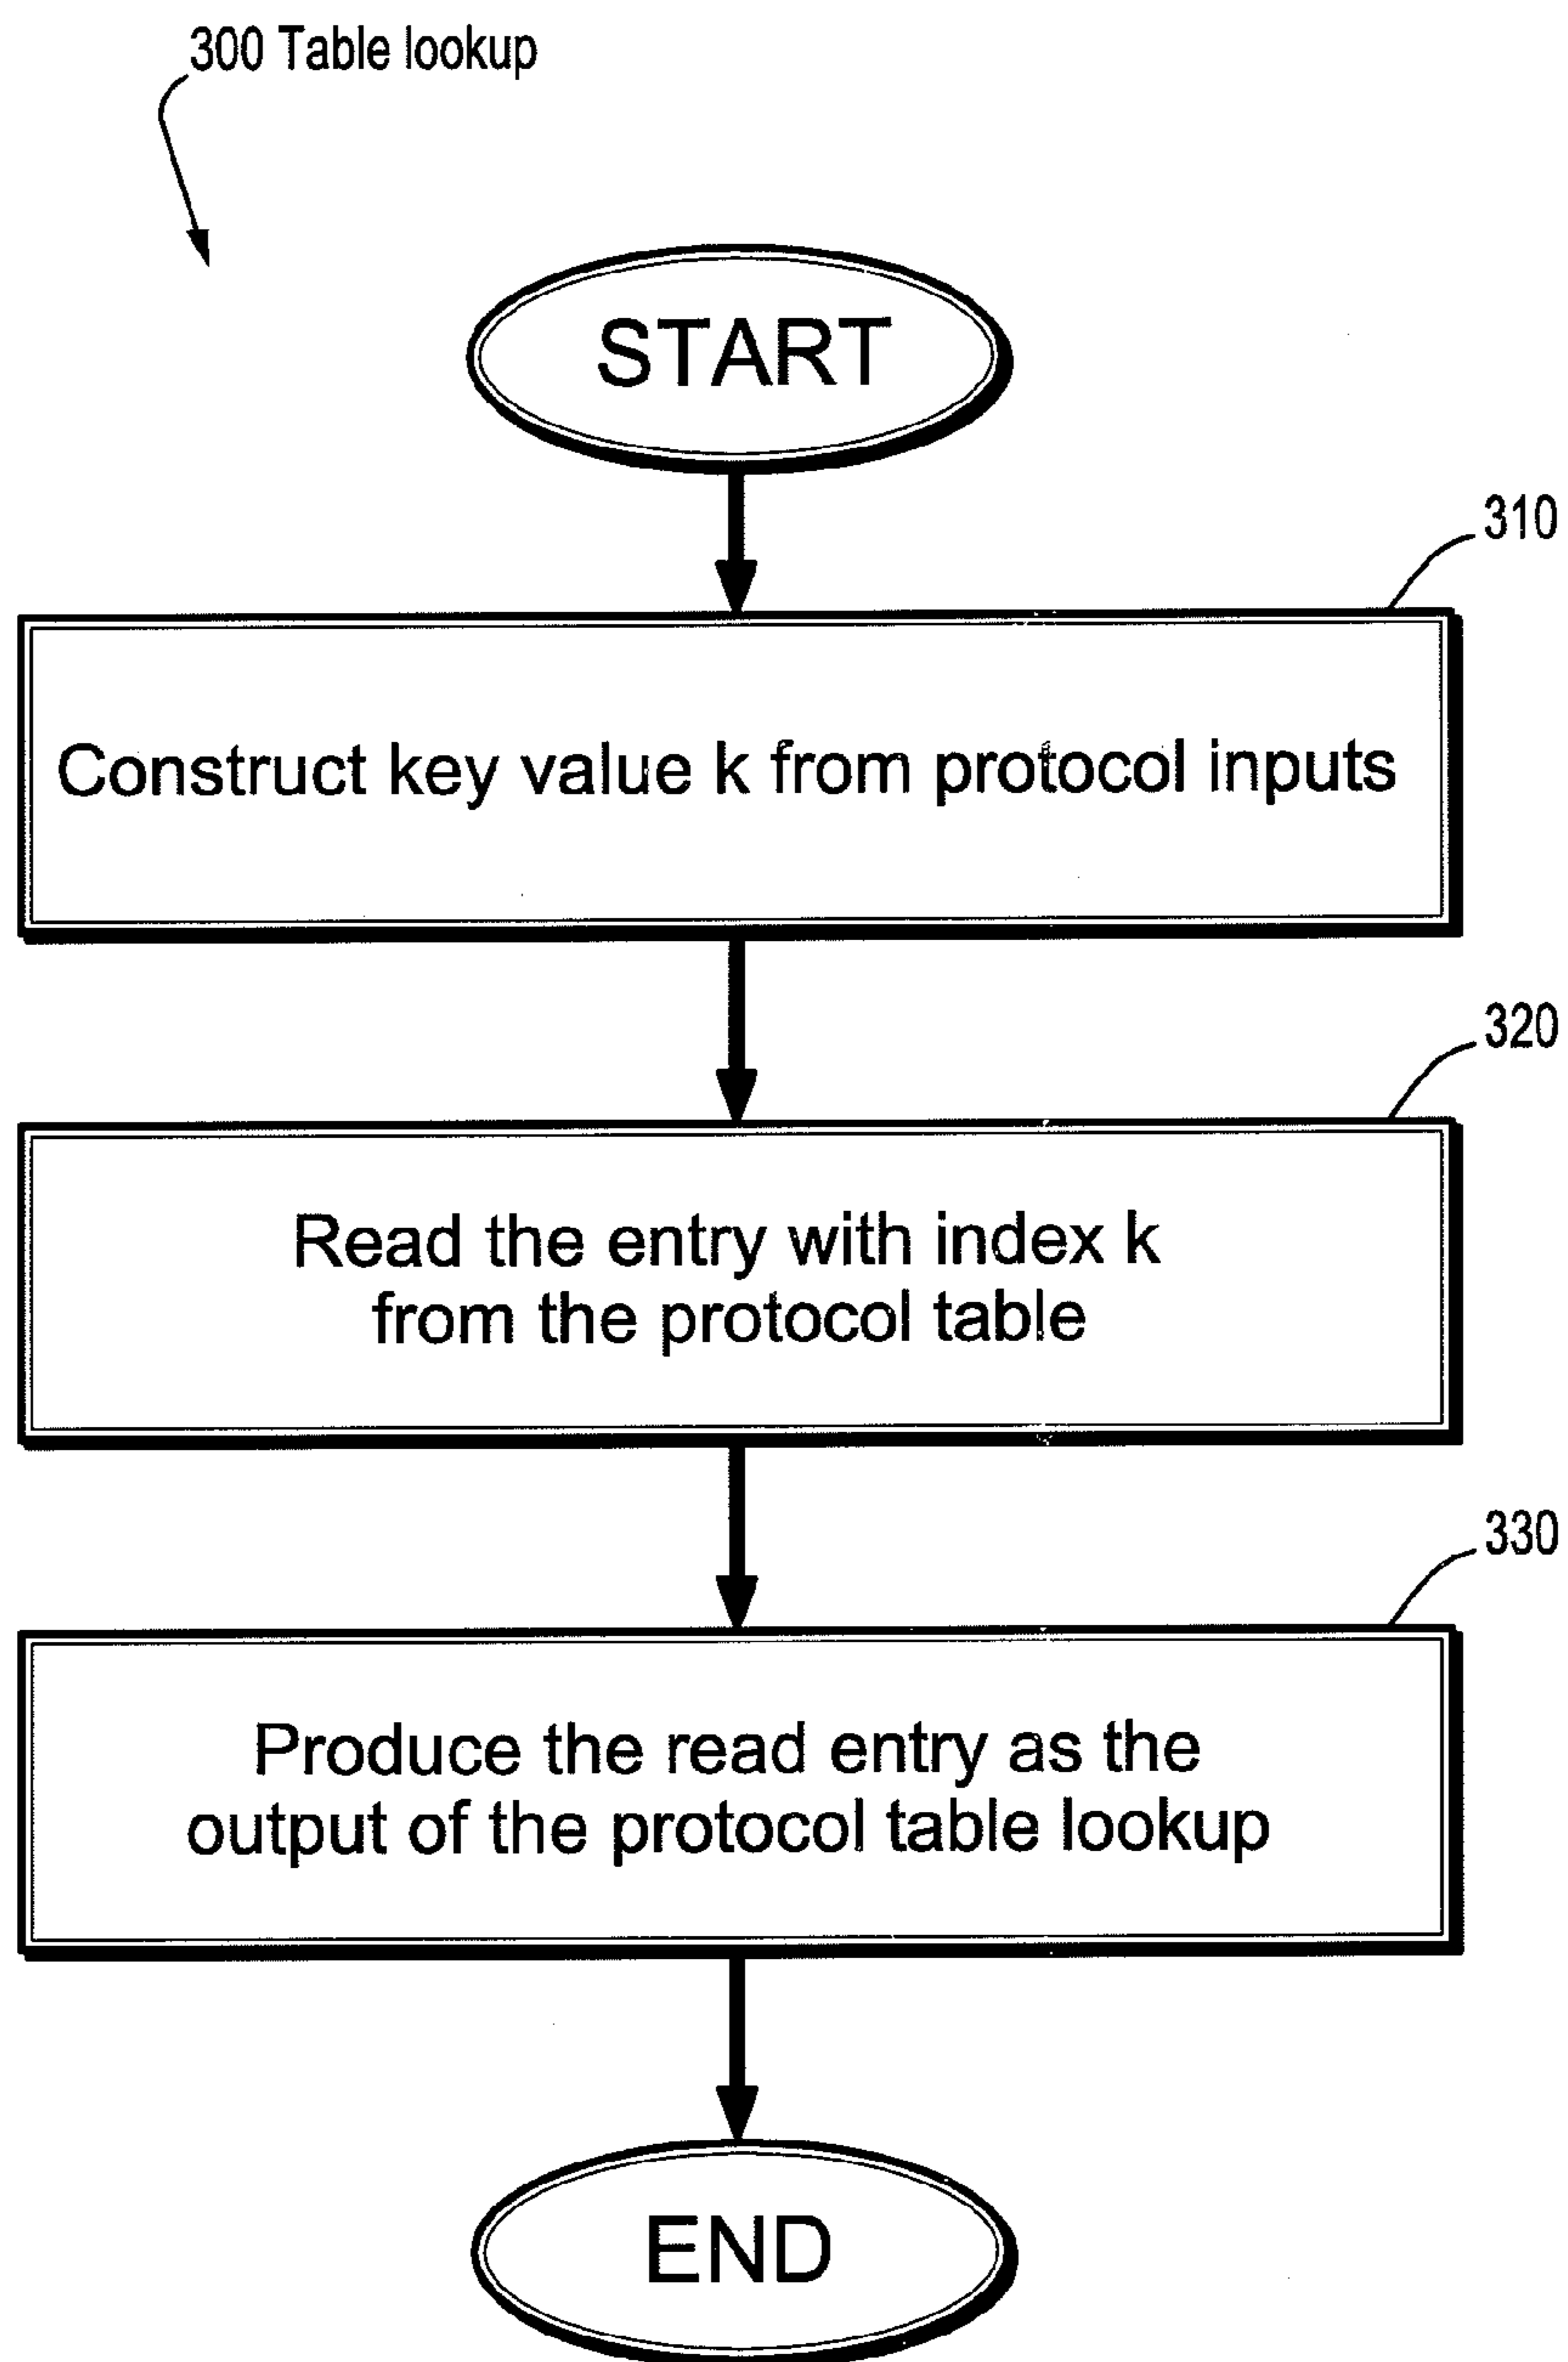 300 Table lookup
START
310
Construct key value k from protocol inputs
320
Read the entry with index k
from the protocol table
330
Produce the read entry as the
output of the protocol table lookup
END